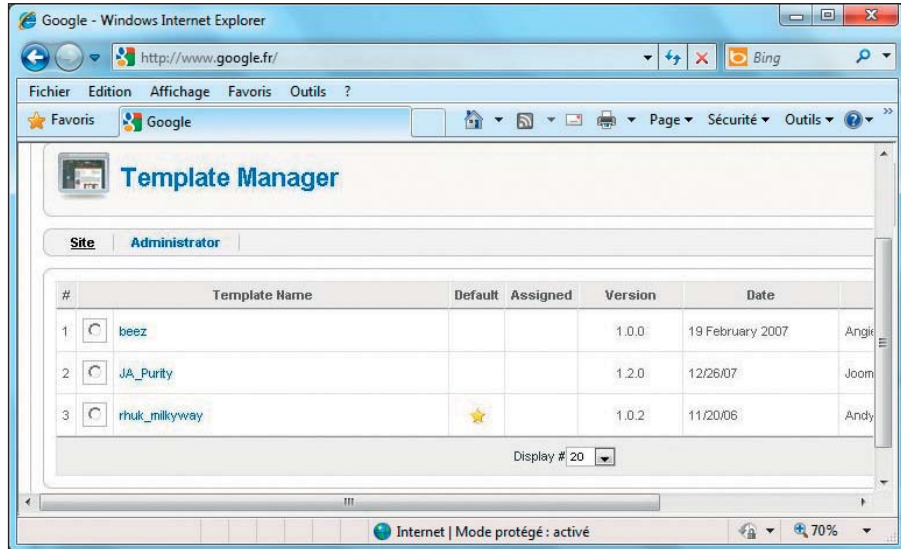 Google - Windows Internet Explorer
http://www.google.fr/
Bing
Fichier Edition Affichage Favoris Outils ?
Favoris Google Page Sécurité Outils
Template Manager
Site Administrator
# Template Name Default Assigned Version Date
1 beez 1.0.0 19 February 2007 Angie
2 JA_Purity 1.2.0 12/26/07 Joom
3 rhuk_milkyway 1.0.2 11/20/06 Andy
Display # 20
Internet | Mode protégé : activé 70%